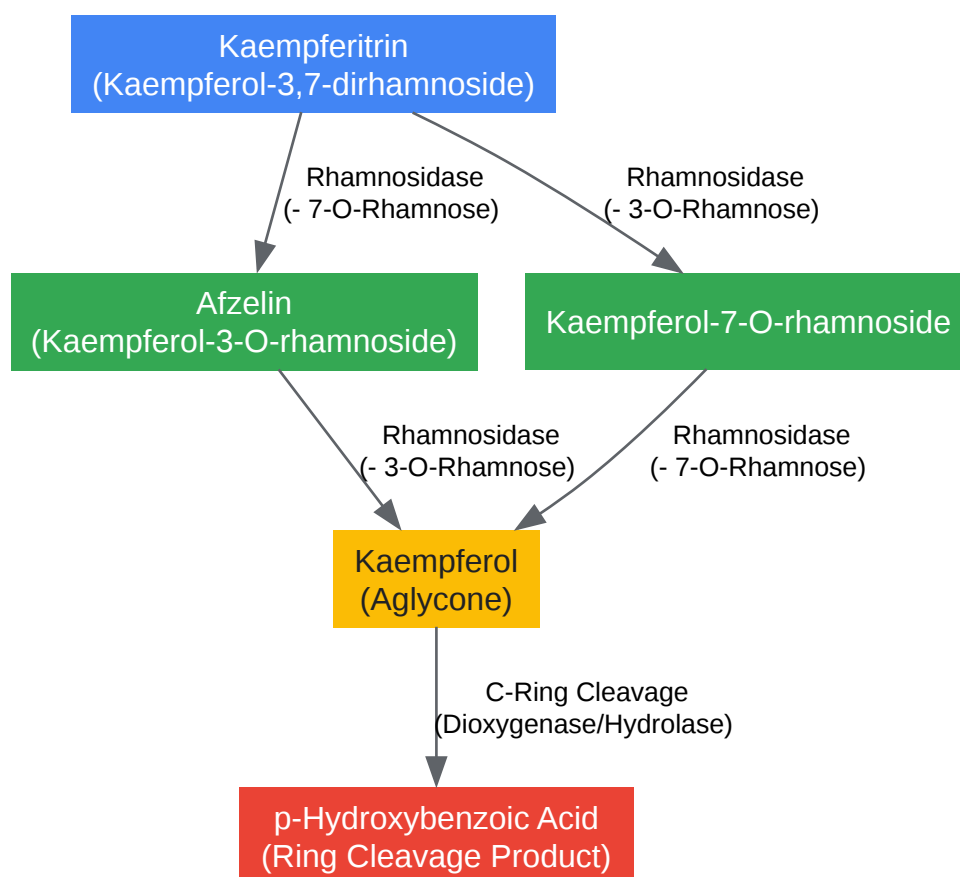 Kaempferitrin
(Kaempferol-3,7-dirhamnoside)
Rhamnosidase
(- 7-O-Rhamnose)
Rhamnosidase
(- 3-O-Rhamnose)
Afzelin
(Kaempferol-3-O-rhamnoside)
Kaempferol-7-O-rhamnoside
Rhamnosidase
(- 3-O-Rhamnose)
Rhamnosidase
(- 7-O-Rhamnose)
Kaempferol
(Aglycone)
C-Ring Cleavage
(Dioxygenase/Hydrolase)
p-Hydroxybenzoic Acid
(Ring Cleavage Product)